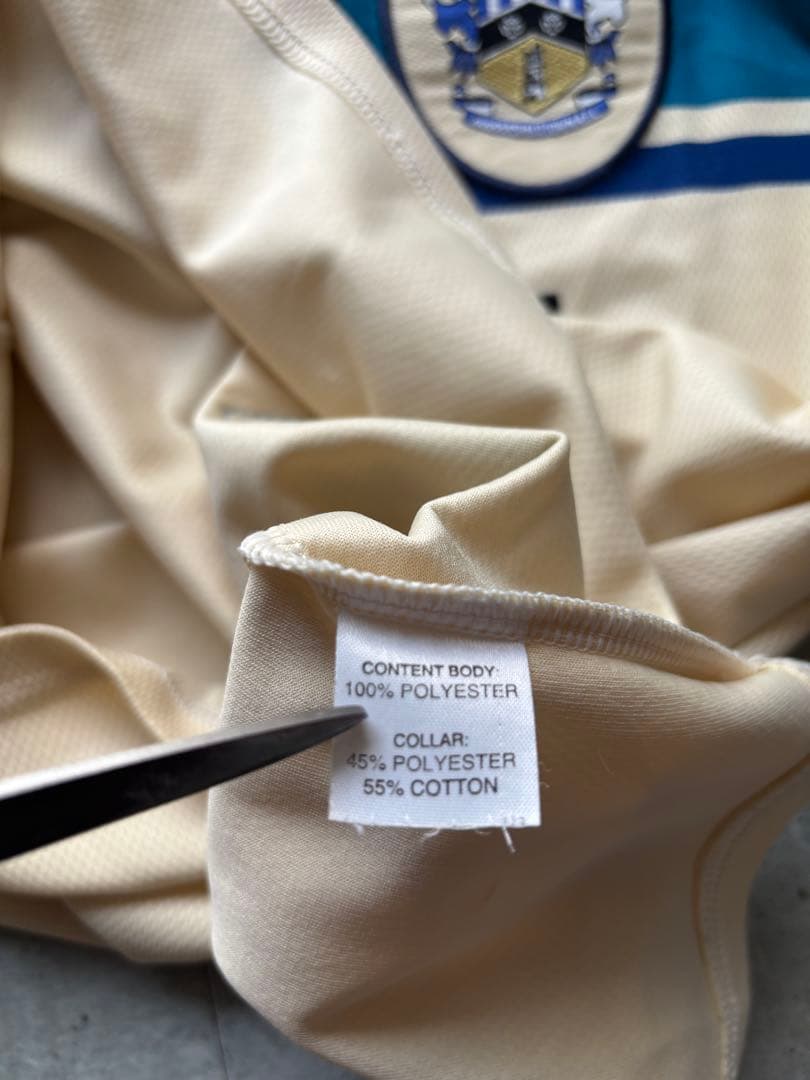 CONTENT BODY:
100% POLYESTER
COLLAR:
45% POLYESTER
55% COTTON